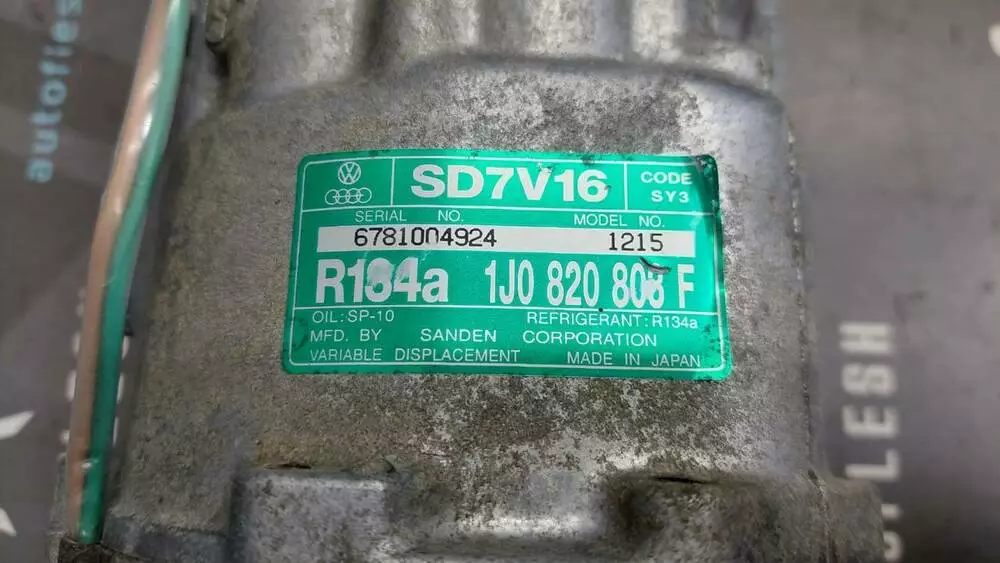 autofles
SD7V16
CODE
SY3
SERIAL NO.
MODEL NO.
6781004924
1215
R134a
1J0 820 803 F
OIL: SP-10
REFRIGERANT: R134a
MFD. BY SANDEN CORPORATION
VARIABLE DISPLACEMENT
MADE IN JAPAN